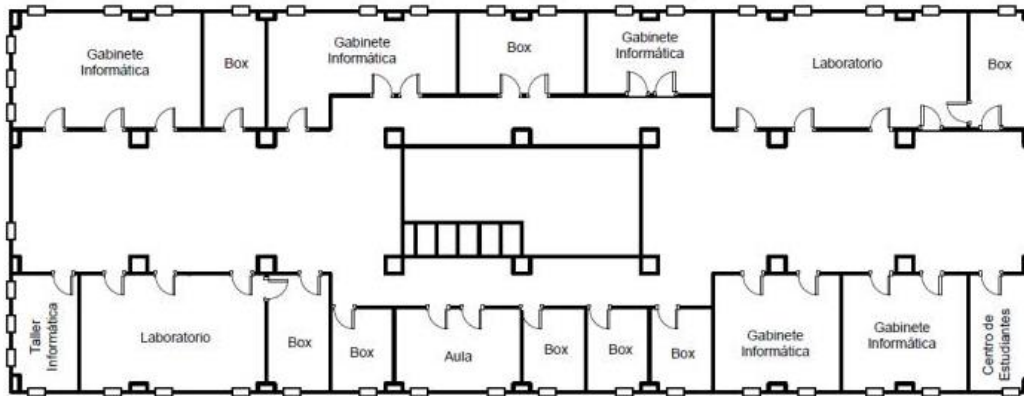 Gabinete
Informática
Box
Gabinete
Informática
Box
Gabinete
Informática
Laboratorio
Box
Taller
Informática
Laboratorio
Box
Box
Aula
Box
Box
Box
Gabinete
Informática
Gabinete
Informática
Centro de
Estudiantes